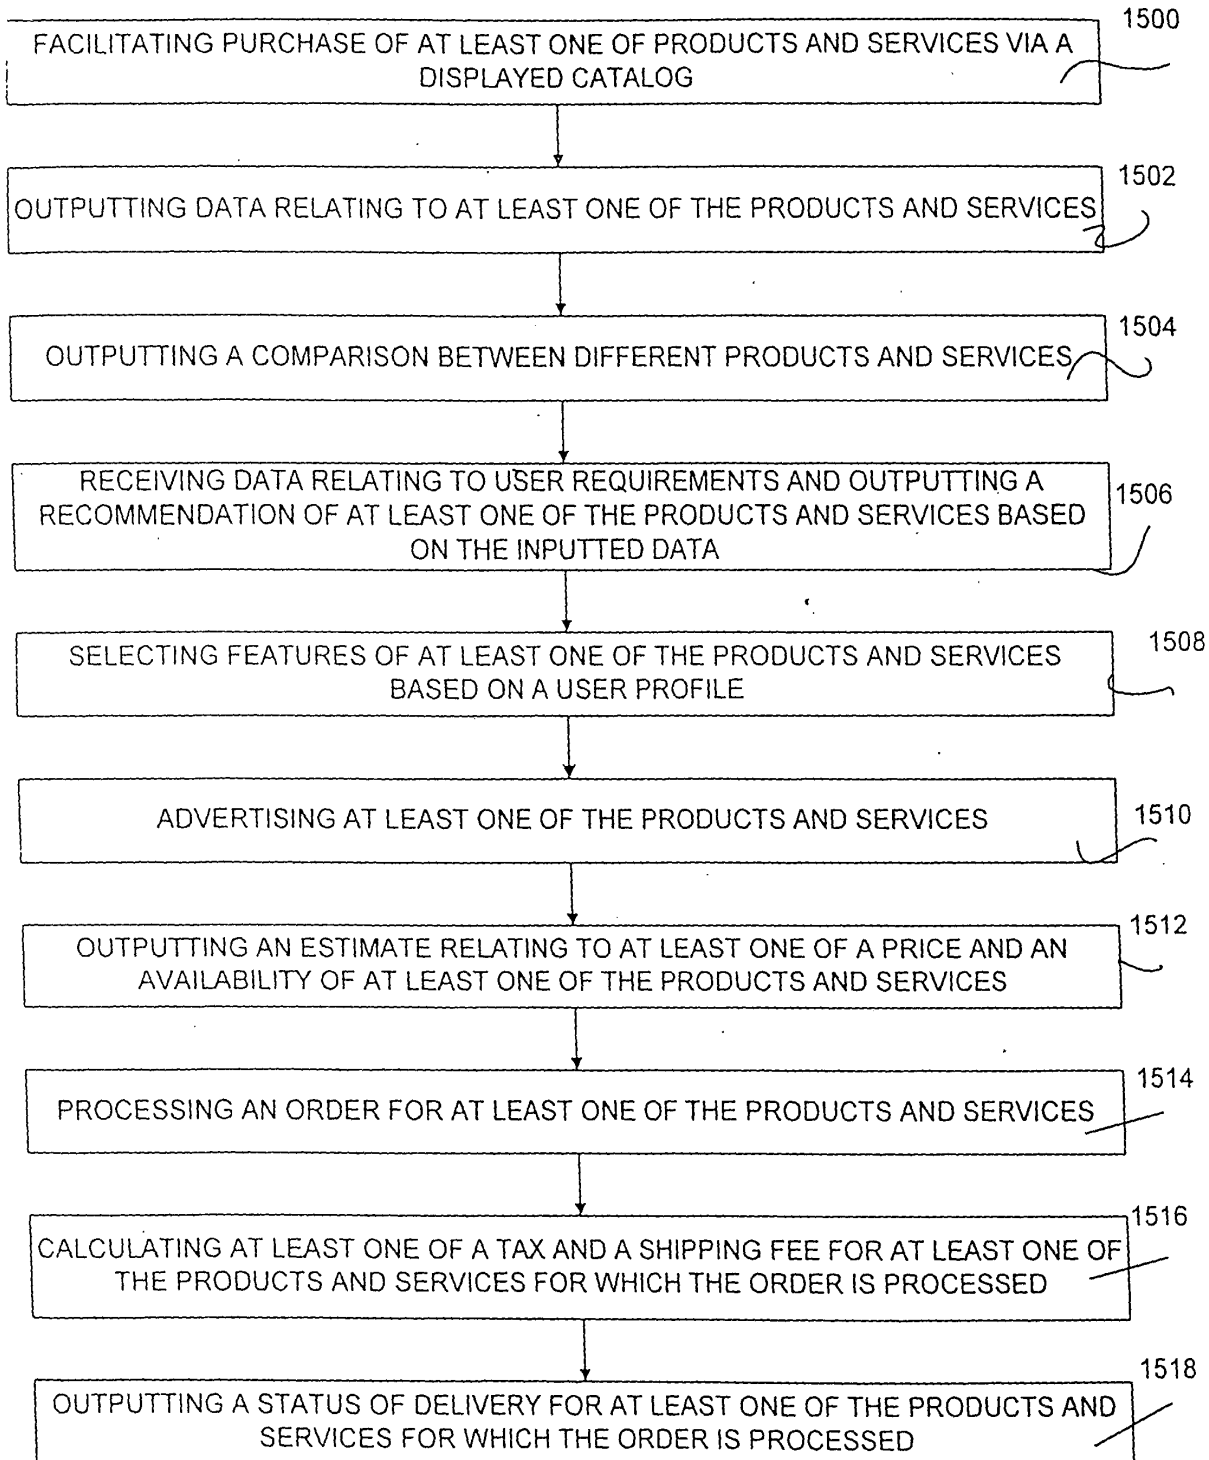 1500
FACILITATING PURCHASE OF AT LEAST ONE OF PRODUCTS AND SERVICES VIA A
DISPLAYED CATALOG
1502
OUTPUTTING DATA RELATING TO AT LEAST ONE OF THE PRODUCTS AND SERVICES
1504
OUTPUTTING A COMPARISON BETWEEN DIFFERENT PRODUCTS AND SERVICES
1506
RECEIVING DATA RELATING TO USER REQUIREMENTS AND OUTPUTTING A
RECOMMENDATION OF AT LEAST ONE OF THE PRODUCTS AND SERVICES BASED
ON THE INPUTTED DATA
1508
SELECTING FEATURES OF AT LEAST ONE OF THE PRODUCTS AND SERVICES
BASED ON A USER PROFILE
1510
ADVERTISING AT LEAST ONE OF THE PRODUCTS AND SERVICES
1512
OUTPUTTING AN ESTIMATE RELATING TO AT LEAST ONE OF A PRICE AND AN
AVAILABILITY OF AT LEAST ONE OF THE PRODUCTS AND SERVICES
1514
PROCESSING AN ORDER FOR AT LEAST ONE OF THE PRODUCTS AND SERVICES
1516
CALCULATING AT LEAST ONE OF A TAX AND A SHIPPING FEE FOR AT LEAST ONE OF
THE PRODUCTS AND SERVICES FOR WHICH THE ORDER IS PROCESSED
1518
OUTPUTTING A STATUS OF DELIVERY FOR AT LEAST ONE OF THE PRODUCTS AND
SERVICES FOR WHICH THE ORDER IS PROCESSED